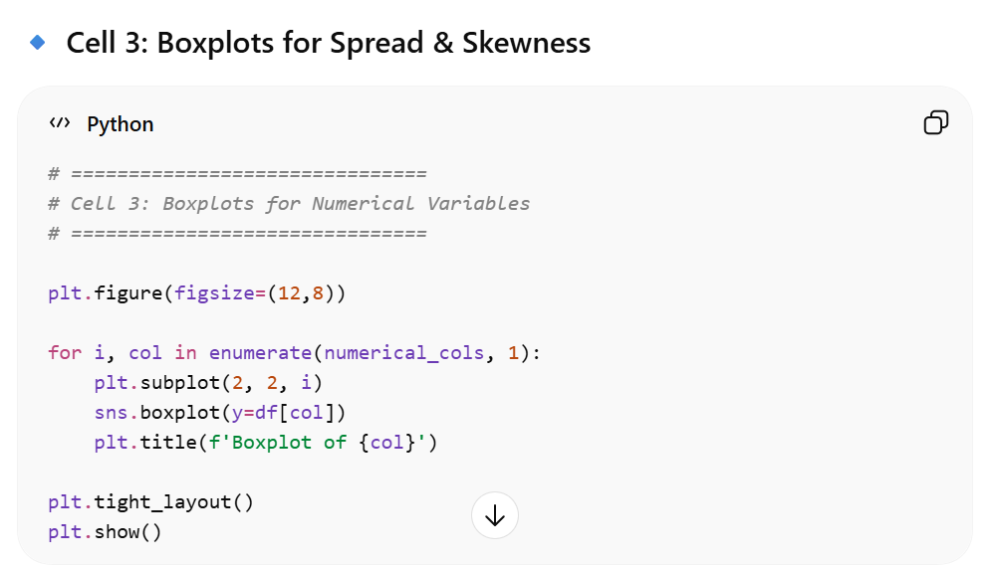 Cell 3: Boxplots for Spread & Skewness
Python
# ===============================
# Cell 3: Boxplots for Numerical Variables
# ===============================
plt.figure(figsize=(12,8))
for i, col in enumerate(numerical_cols, 1):
    plt.subplot(2, 2, i)
    sns.boxplot(y=df[col])
    plt.title(f'Boxplot of {col}')
plt.tight_layout()
plt.show()